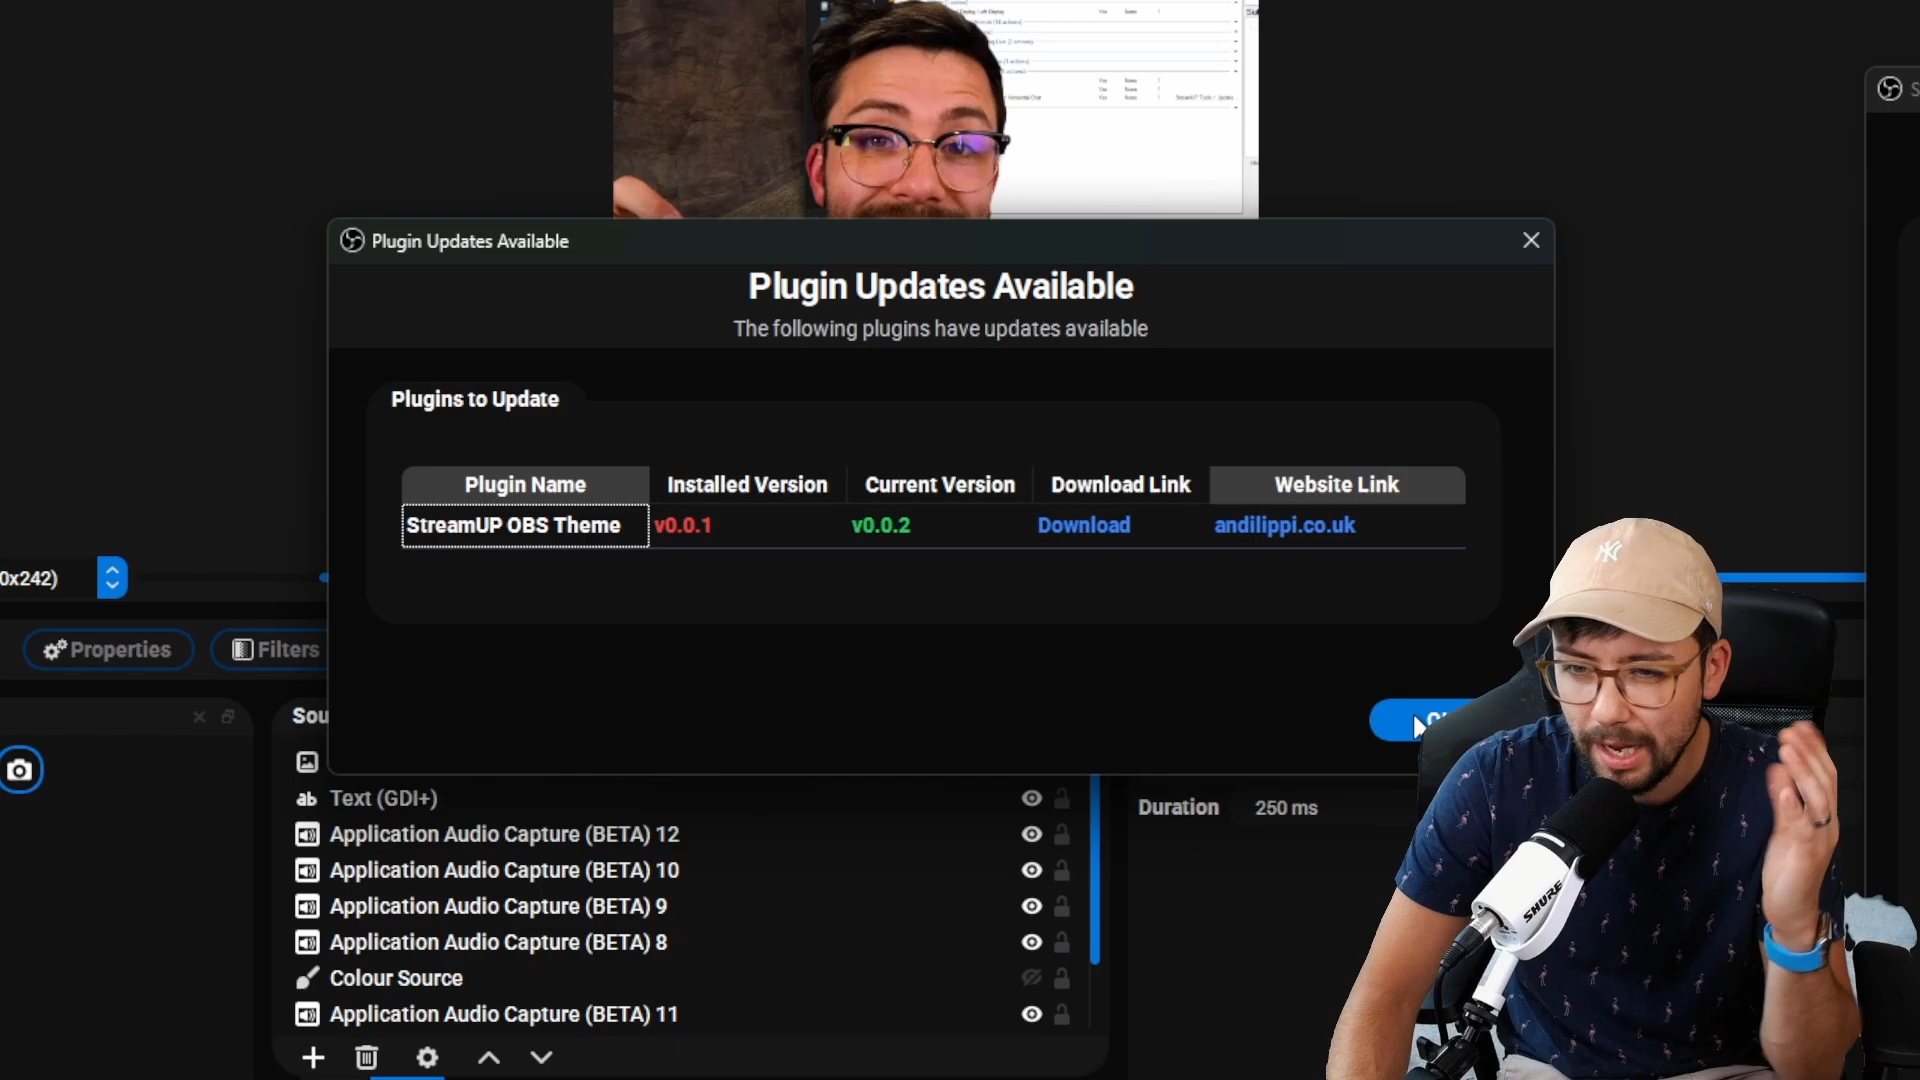 Plugin Updates Available
Plugin Updates Available
The following plugins have updates available
Plugins to Update
Plugin Name Installed Version Current Version Download Link Website Link
StreamUP OBS Theme v0.0.1 v0.0.2 Download andilippi.co.uk
0x242)
Properties Filters
Sou
ab Text (GDI+)
Application Audio Capture (BETA) 12
Application Audio Capture (BETA) 10
Application Audio Capture (BETA) 9
Application Audio Capture (BETA) 8
Colour Source
Application Audio Capture (BETA) 11
Duration 250 ms
NY
SHURE